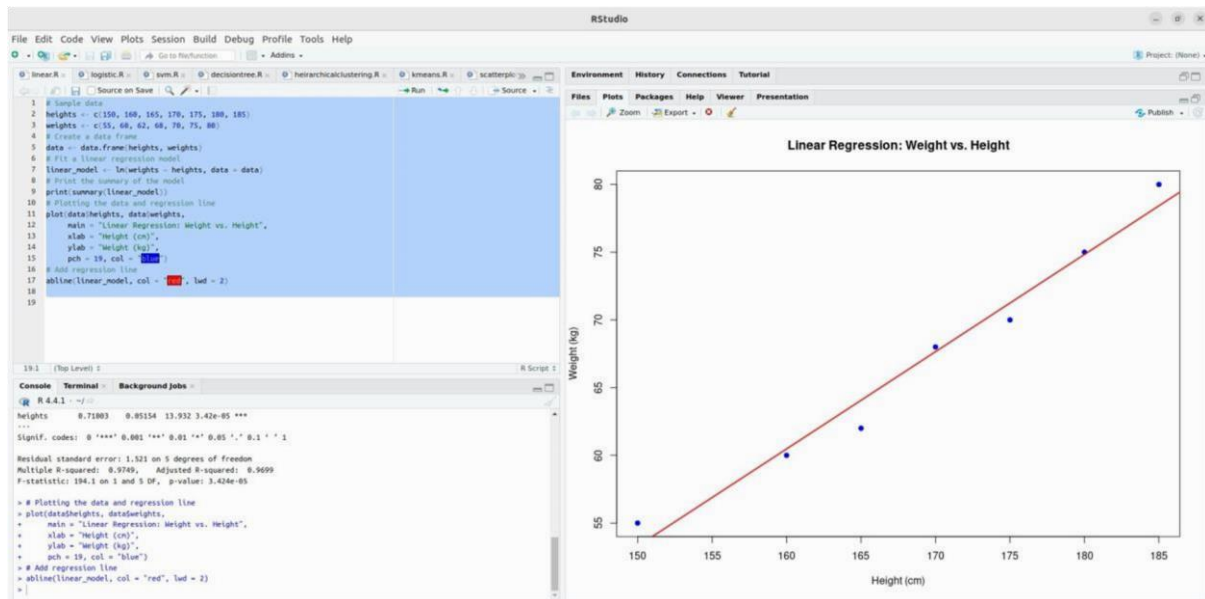 RStudio
File Edit Code View Plots Session Build Debug Profile Tools Help
Go to file/function
Addins
Project: (None)
linear.R
logistic.R
svm.R
decisiontree.R
heirarchicalclustering.R
kmeans.R
Source on Save
Run
Source
1 # Sample data
2 heights <- c(150, 160, 165, 170, 175, 180, 185)
3 weights <- c(55, 60, 62, 68, 70, 75, 80)
4 # Create a data frame
5 data <- data.frame(heights, weights)
6 # Fit a linear regression model
7 linear_model <- lm(weights ~ heights, data = data)
8 # Print the summary of the model
9 print(summary(linear_model))
10 # Plotting the data and regression line
11 plot(data$heights, data$weights,
12 main = "Linear Regression: Weight vs. Height",
13 xlab = "Height (cm)",
14 ylab = "Weight (kg)",
15 pch = 19, col = "blue")
16 # Add regression line
17 abline(linear_model, col = "red", lwd = 2)
18
19
19:1 (Top Level)
R Script
Console Terminal Background Jobs
R 4.4.1 · ~/
heights 0.71803 0.05154 13.932 3.42e-05 ***
---
Signif. codes: 0 '***' 0.001 '**' 0.01 '*' 0.05 '.' 0.1 ' ' 1
Residual standard error: 1.521 on 5 degrees of freedom
Multiple R-squared: 0.9749, Adjusted R-squared: 0.9699
F-statistic: 194.1 on 1 and 5 DF, p-value: 3.424e-05
> # Plotting the data and regression line
> plot(data$heights, data$weights,
+ main = "Linear Regression: Weight vs. Height",
+ xlab = "Height (cm)",
+ ylab = "Weight (kg)",
+ pch = 19, col = "blue")
> # Add regression line
> abline(linear_model, col = "red", lwd = 2)
>
Environment History Connections Tutorial
Files Plots Packages Help Viewer Presentation
Zoom Export
Publish
Linear Regression: Weight vs. Height
80
75
70
65
60
55
Weight (kg)
150 155 160 165 170 175 180 185
Height (cm)